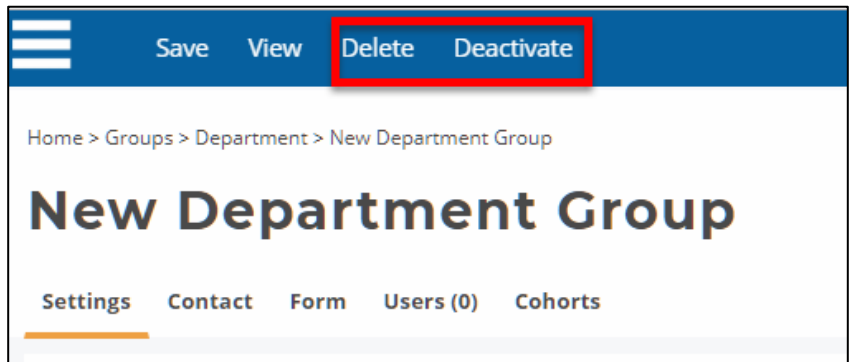 Save View Delete Deactivate
Home > Groups > Department > New Department Group
New Department Group
Settings Contact Form Users (0) Cohorts